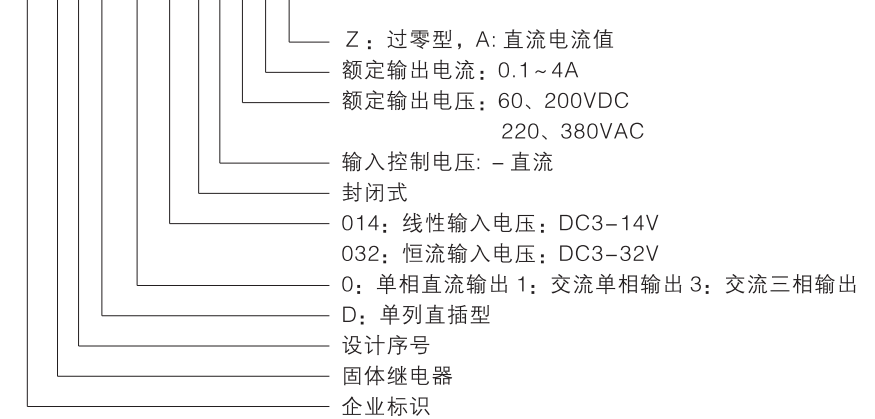 Z：过零型，A：直流电流值
额定输出电流：0.1~4A
额定输出电压：60、200VDC
220、380VAC
输入控制电压：－直流
封闭式
014：线性输入电压：DC3-14V
032：恒流输入电压：DC3-32V
0：单相直流输出 1：交流单相输出 3：交流三相输出
D：单列直插型
设计序号
固体继电器
企业标识